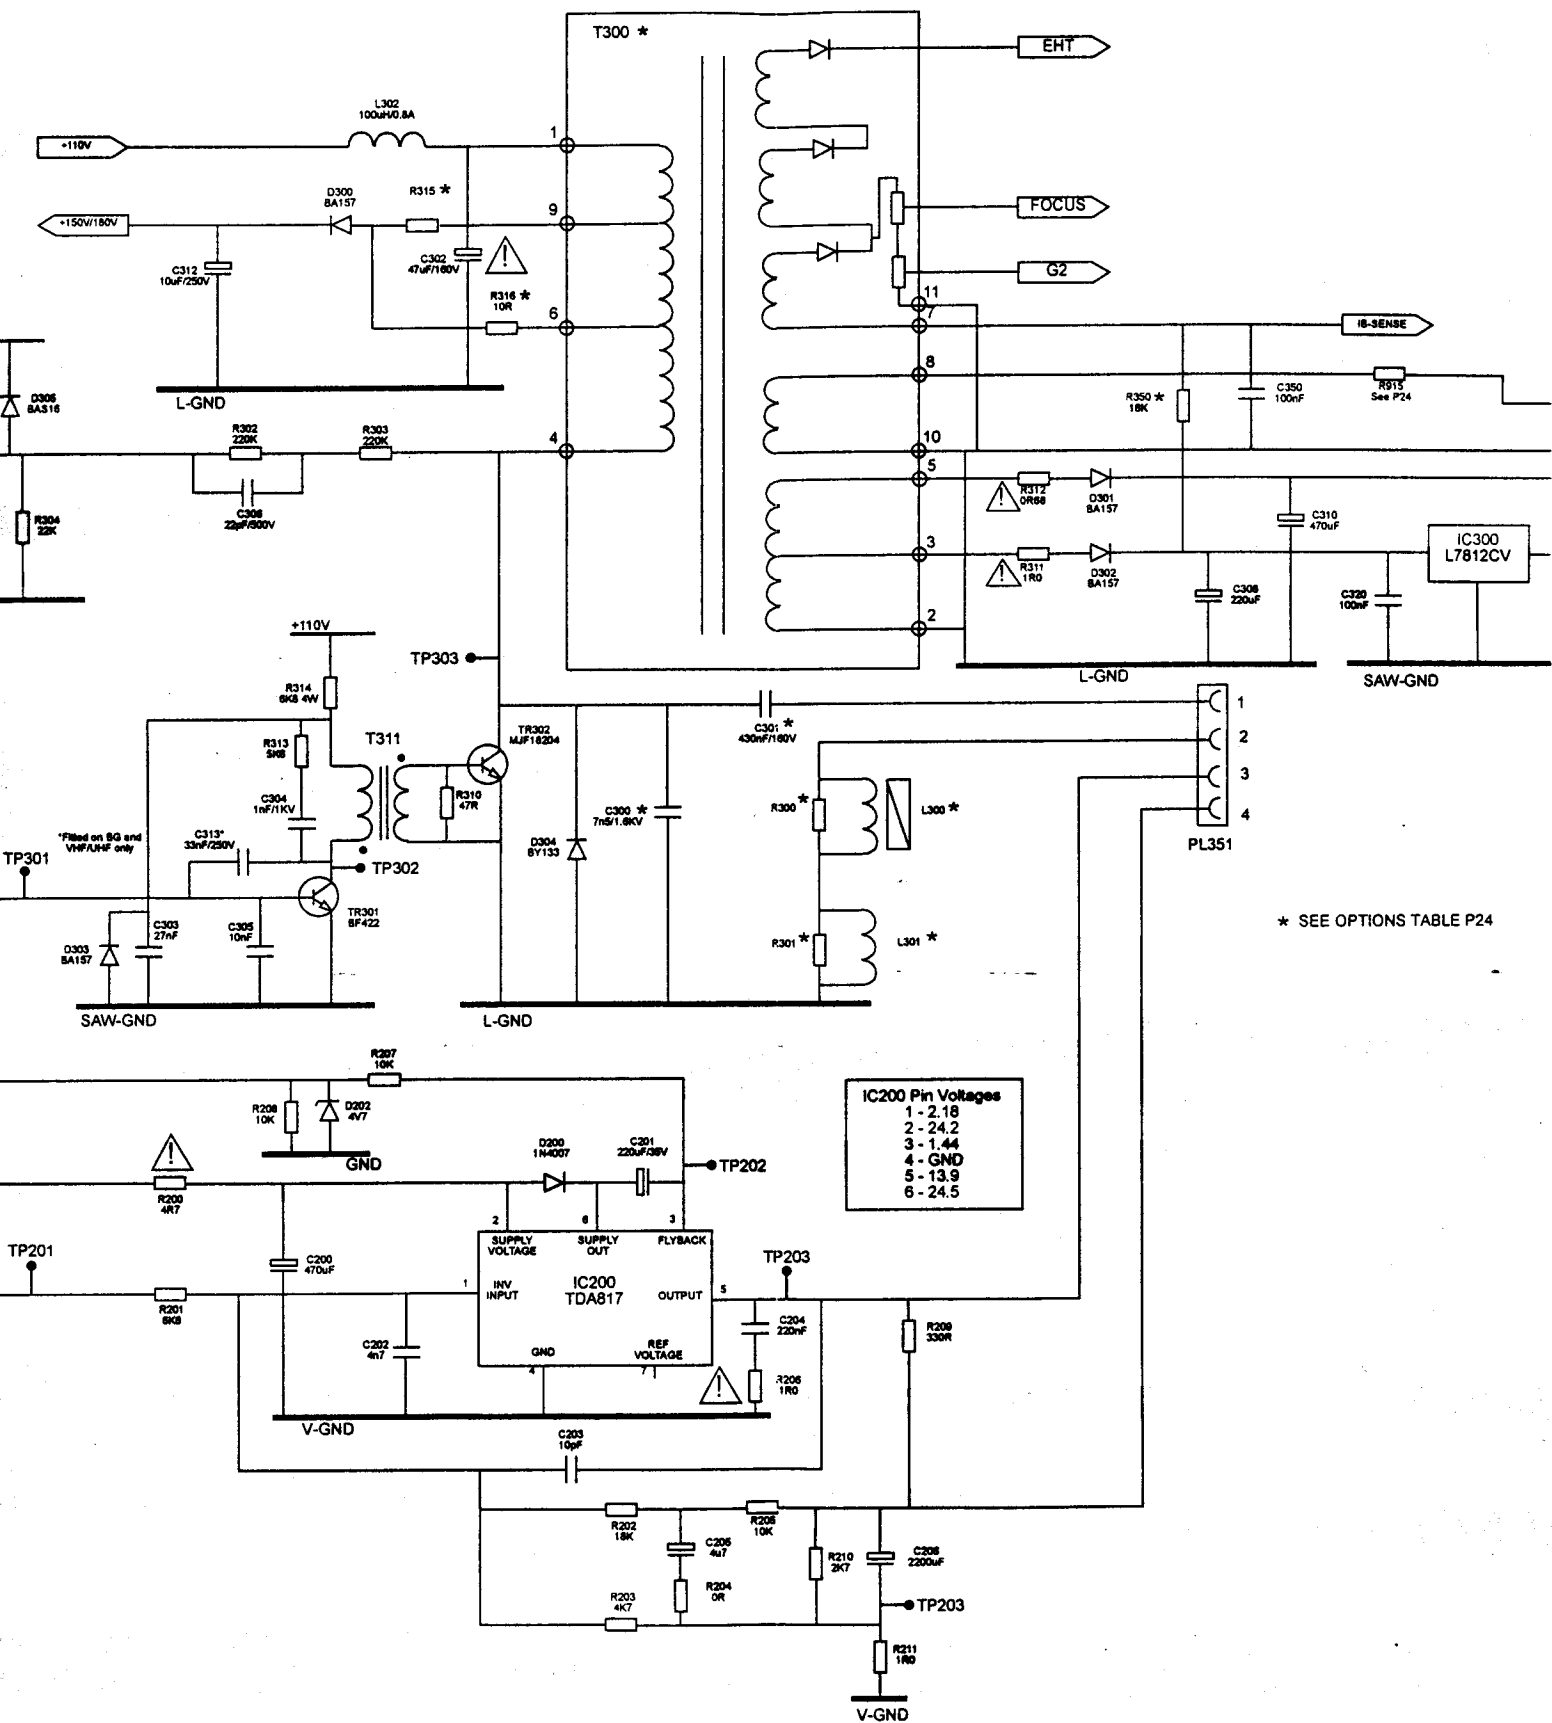 T300 *
EHT
L302
100uH/0.8A
+110V
1
D300
BA157
R315 *
9
+150V/180V
FOCUS
C312
10uF/250V
C302
47uF/160V
!
G2
R316 *
10R
6
11
7
IB-SENSE
8
D305
BAS16
L-GND
R350 *
18K
C350
100nF
R915
See P24
R302
220K
R303
220K
4
10
5
C306
22pF/500V
R304
22K
!
R312
0R68
D301
BA157
C310
470uF
IC300
L7812CV
3
!
R311
1R0
D302
BA157
C308
220uF
C320
100nF
2
+110V
TP303
L-GND
SAW-GND
R314
6K8 4W
1
R313
5K6
T311
TR302
MJF18204
C301 *
430nF/160V
2
R310
47R
3
C304
1nF/1KV
C300 *
7n5/1.6KV
R300 *
L300 *
4
*Fitted on BG and
VHF/UHF only
C313*
33nF/250V
D304
BY133
PL351
TP301
TP302
TR301
BF422
* SEE OPTIONS TABLE P24
C303
27nF
C305
10nF
D303
BA157
R301 *
L301 *
SAW-GND
L-GND
R207
10K
R208
10K
D202
4V7
GND
IC200 Pin Voltages
1 - 2.18
2 - 24.2
3 - 1.44
4 - GND
5 - 13.9
6 - 24.5
!
D200
1N4007
C201
220uF/35V
TP202
R200
4R7
2
6
3
SUPPLY
VOLTAGE
SUPPLY
OUT
FLYBACK
TP201
C200
470uF
TP203
1
INV
INPUT
IC200
TDA817
OUTPUT
5
R201
6K8
C204
220nF
R209
330R
C202
4n7
GND
REF
VOLTAGE
4
7
!
R206
1R0
V-GND
C203
10pF
R202
18K
R205
10K
C205
4u7
R210
2K7
C206
2200uF
R204
0R
R203
4K7
TP203
R211
1R0
V-GND